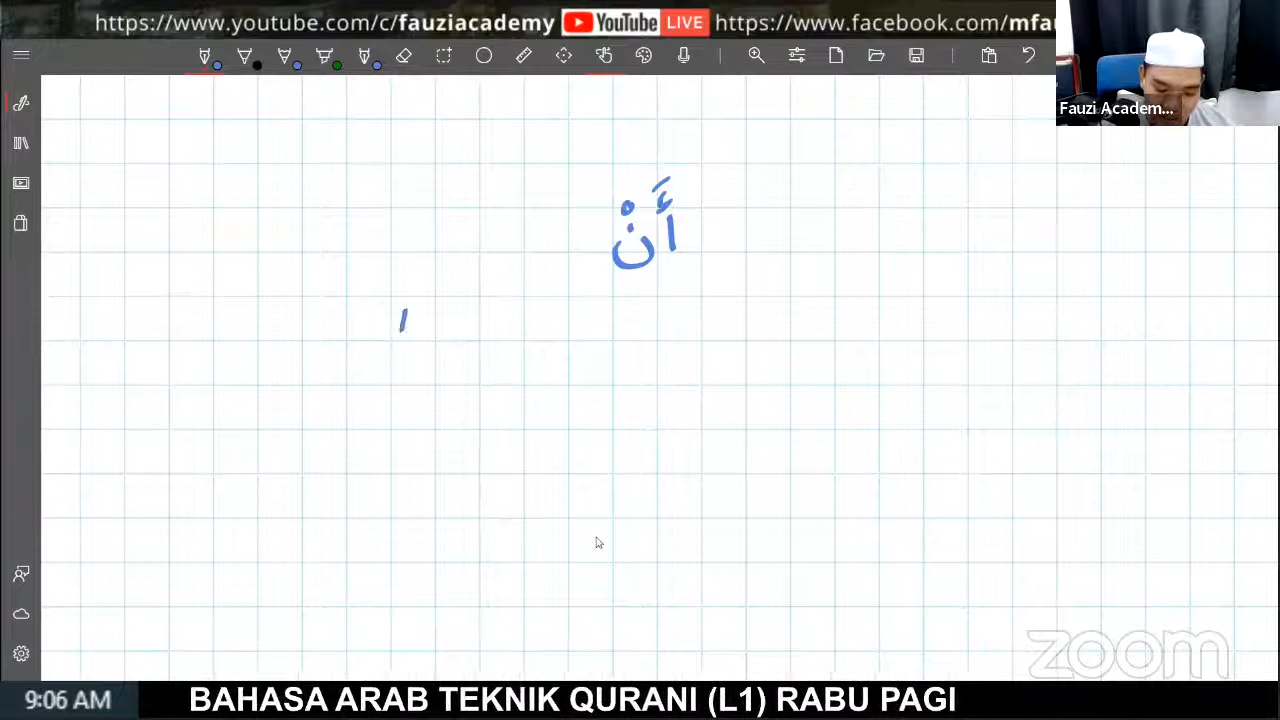 https://www.youtube.com/c/fauziacademy YouTube LIVE https://www.facebook.com/mfau
Fauzi Academ...
أَنْ
ا
zoom
9:06 AM BAHASA ARAB TEKNIK QURANI (L1) RABU PAGI